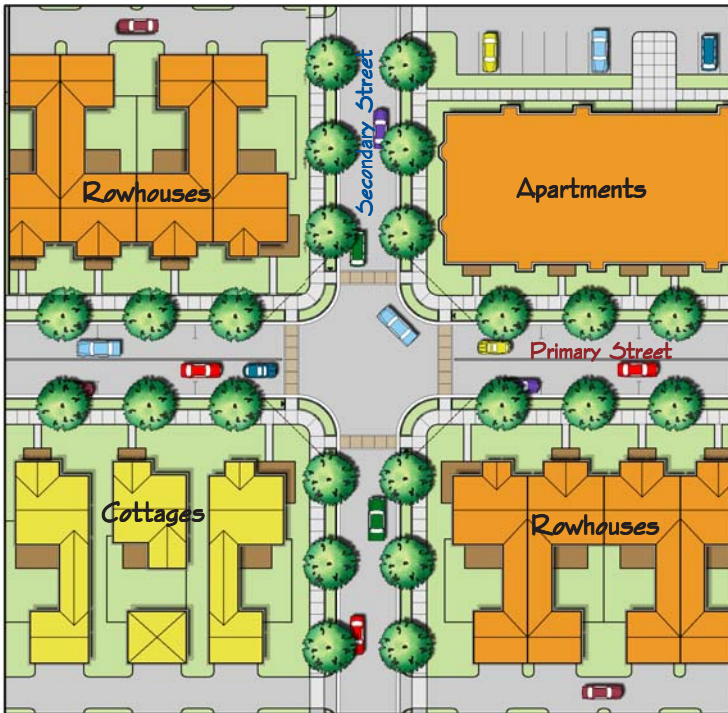 Secondary Street
Rowhouses
Apartments
Primary Street
Cottages
Rowhouses